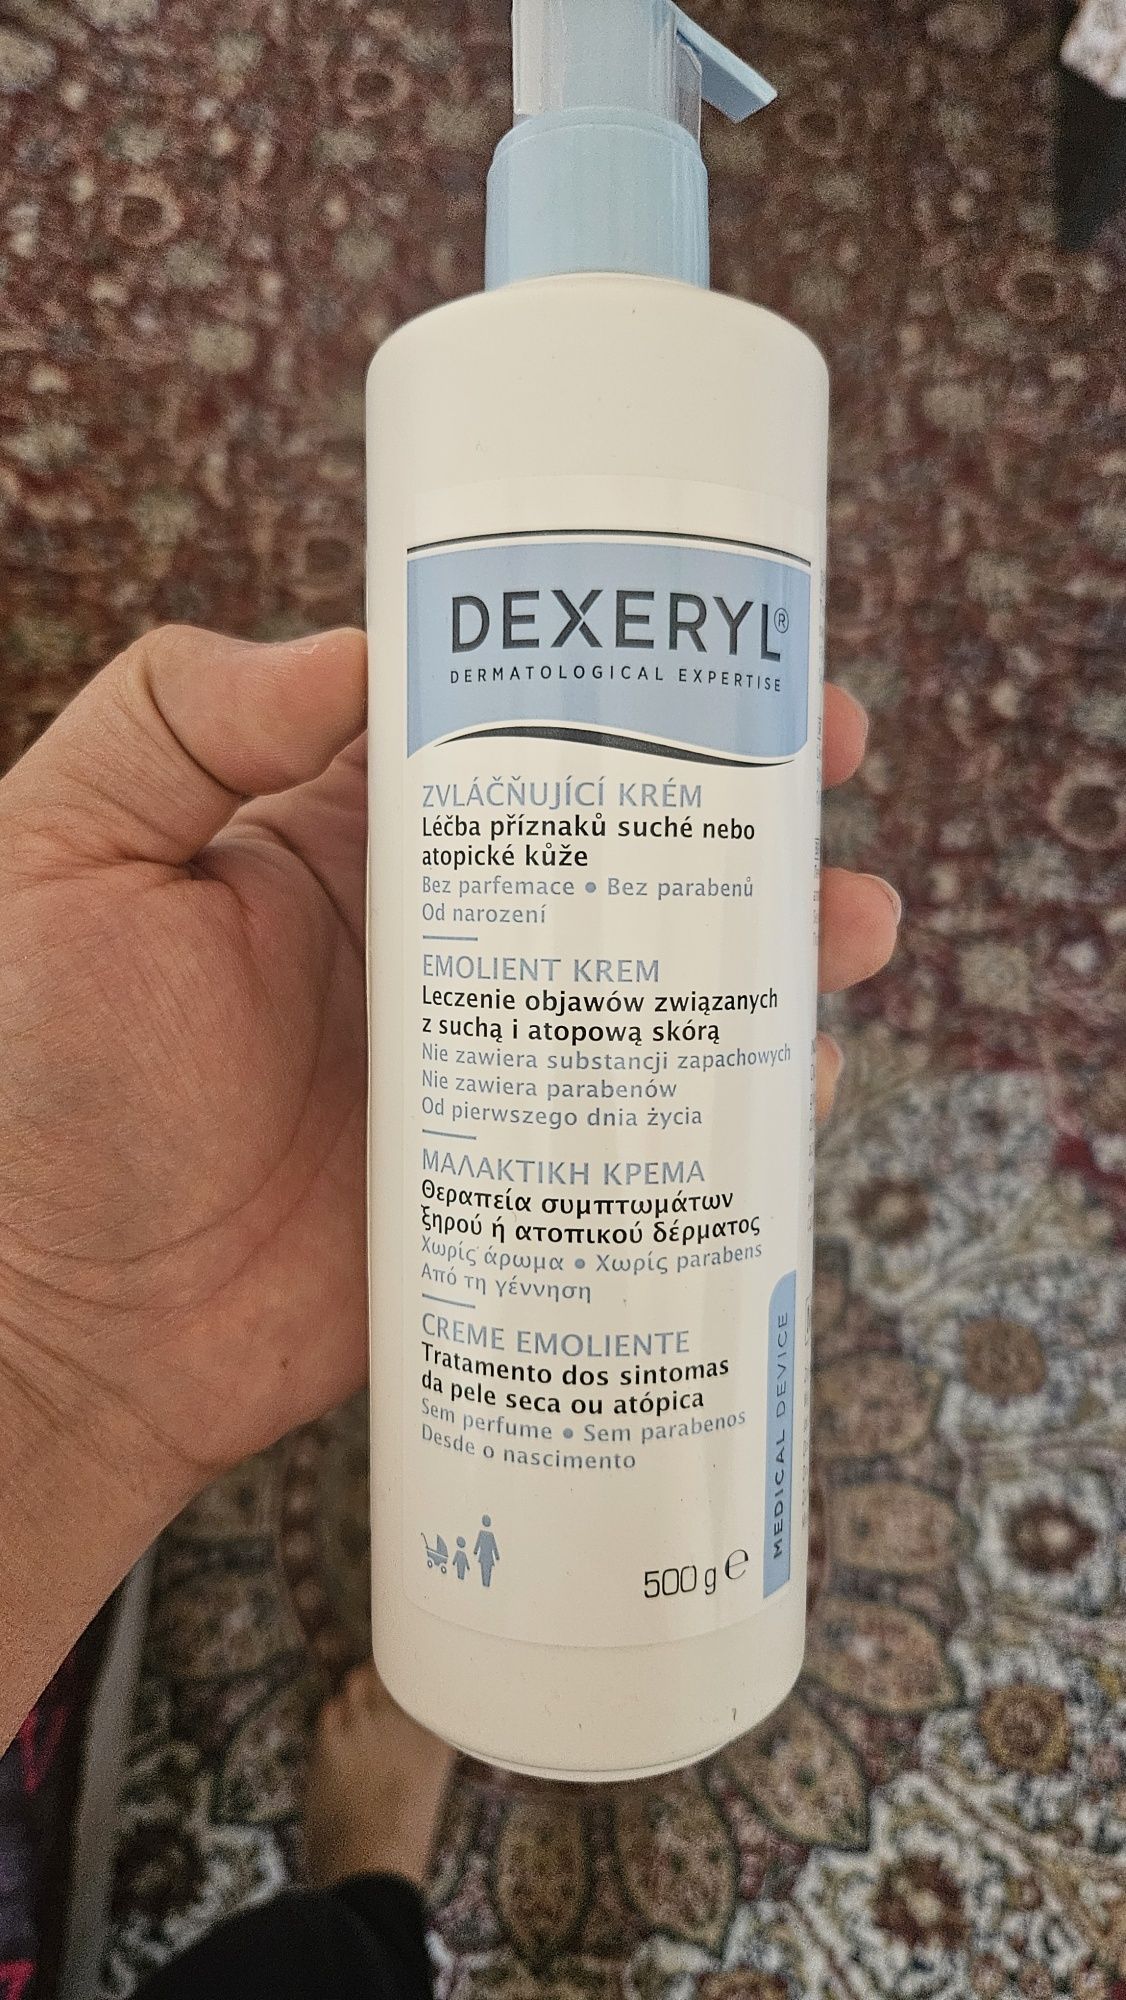 DEXERYL®
DERMATOLOGICAL EXPERTISE
ZVLÁČŇUJÍCÍ KRÉM
Léčba příznaků suché nebo
atopické kůže
Bez parfemace • Bez parabenů
Od narození
EMOLIENT KREM
Leczenie objawów związanych
z suchą i atopową skórą
Nie zawiera substancji zapachowych
Nie zawiera parabenów
Od pierwszego dnia życia
ΜΑΛΑΚΤΙΚΗ ΚΡΕΜΑ
Θεραπεία συμπτωμάτων
ξηρού ή ατοπικού δέρματος
Χωρίς άρωμα • Χωρίς parabens
Από τη γέννηση
CREME EMOLIENTE
Tratamento dos sintomas
da pele seca ou atópica
Sem perfume • Sem parabenos
Desde o nascimento
500 g e
MEDICAL DEVICE